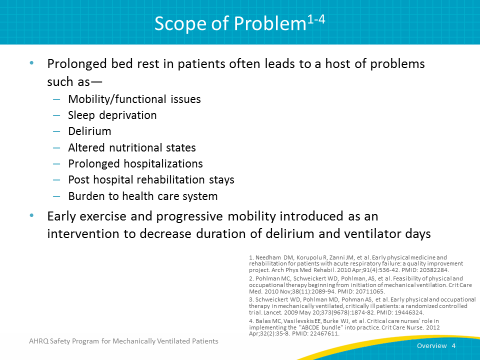 Scope of Problem1-4
• Prolonged bed rest in patients often leads to a host of problems
such as—
– Mobility/functional issues
– Sleep deprivation
– Delirium
– Altered nutritional states
– Prolonged hospitalizations
– Post hospital rehabilitation stays
– Burden to health care system
• Early exercise and progressive mobility introduced as an
intervention to decrease duration of delirium and ventilator days
1. Needham DM, Korupolu R, Zanni JM, et al. Early physical medicine and
rehabilitation for patients with acute respiratory failure: a quality improvement
project. Arch Phys Med Rehabil. 2010 Apr;91(4):536-42. PMID: 20382284.
2. Pohlman MC, Schweickert WD, Pohlman AS, et al. Feasibility of physical and
occupational therapy beginning from initiation of mechanical ventilation. Crit Care
Med. 2010 Nov;38(11):2089-94. PMID: 20711065.
3. Schweickert WD, Pohlman MD, Pohman AS, et al. Early physical and occupational
therapy in mechanically ventilated, critically ill patients: a randomized controlled
trial. Lancet. 2009 May 20;373(9678):1874-82. PMID: 19446324.
4. Balas MC, Vasilevskis EE, Burke WJ, et al. Critical care nurses' role in
implementing the "ABCDE bundle" into practice. Crit Care Nurse. 2012
Apr;32(2):35-8. PMID: 22467611.
AHRQ Safety Program for Mechanically Ventilated Patients
Overview 4